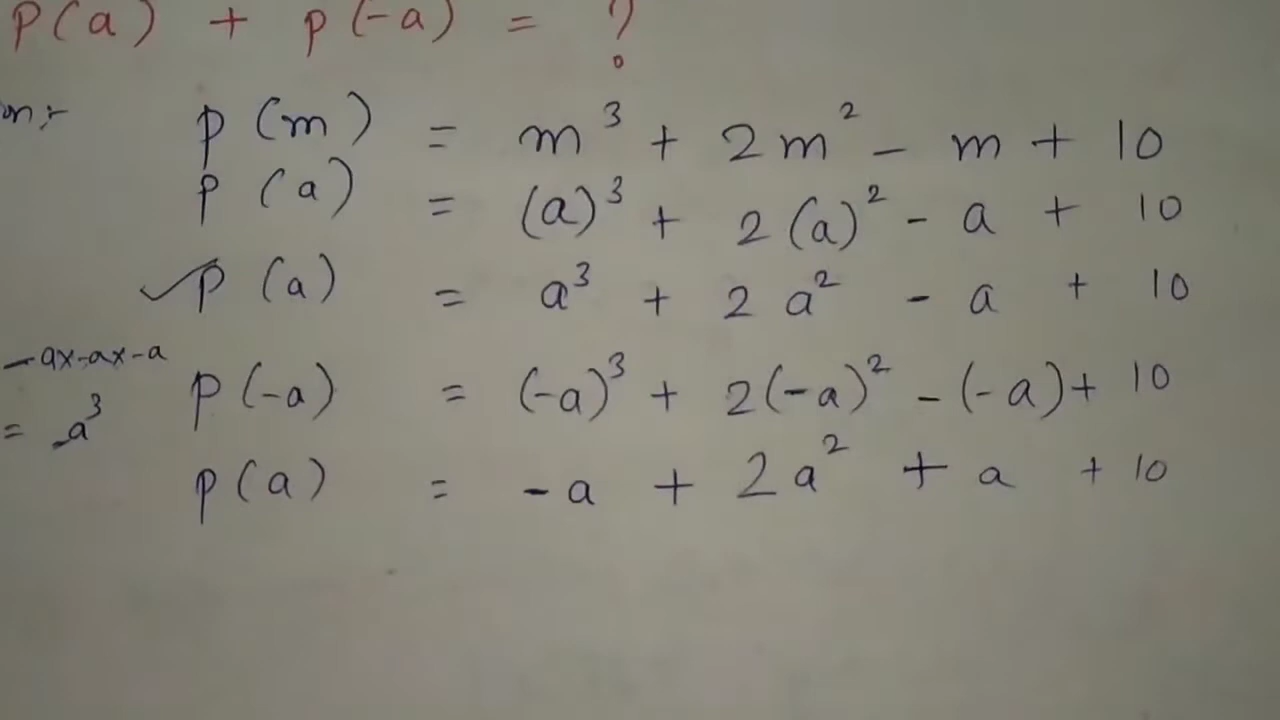 P(a) + p(-a) = ?
on:-
p(m) = m³ + 2m² - m + 10
p(a) = (a)³ + 2(a)² - a + 10
✓p(a) = a³ + 2a² - a + 10
-ax-ax-a
p(-a) = (-a)³ + 2(-a)² - (-a) + 10
= -a³
p(a) = -a + 2a² + a + 10